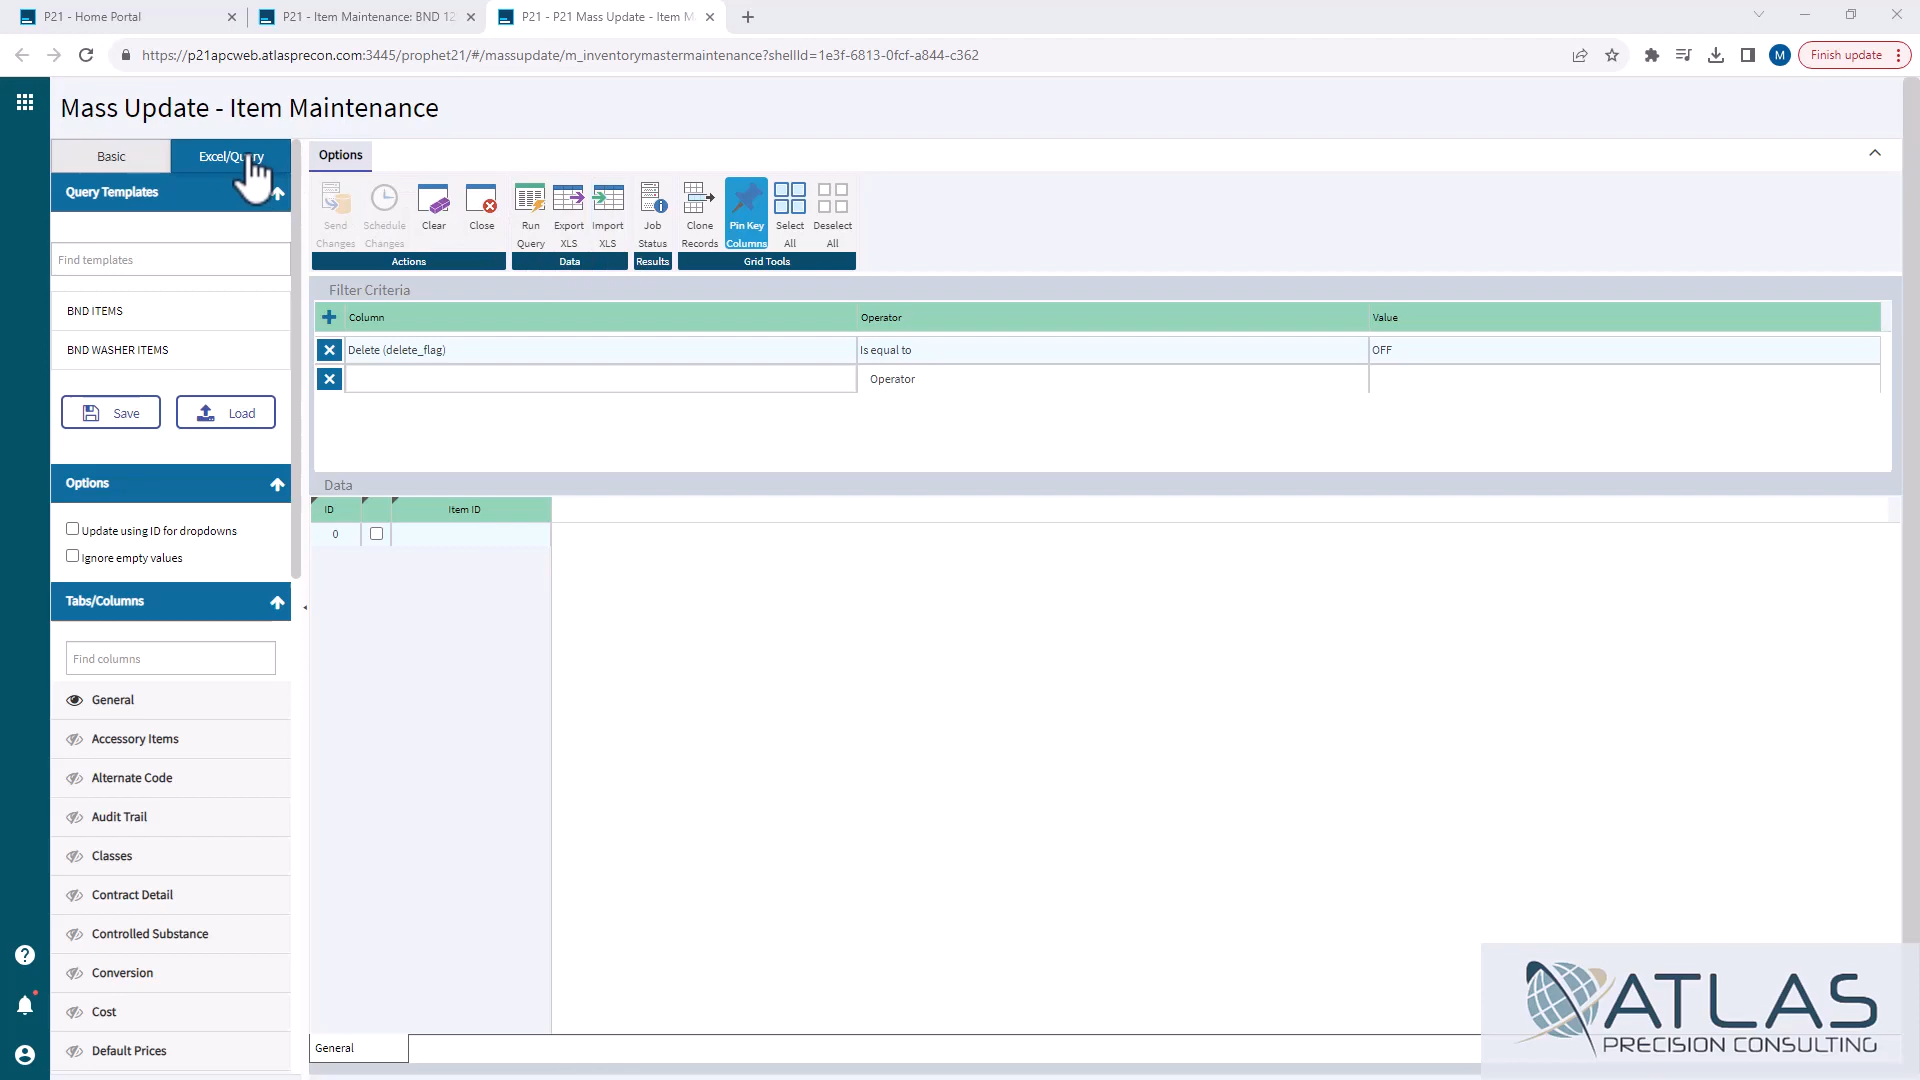 P21 - Home Portal
P21 - Item Maintenance: BND 12
P21 - P21 Mass Update - Item M
https://p21apcweb.atlasprecon.com:3445/prophet21/#/massupdate/m_inventorymastermaintenance?shellId=1e3f-6813-0fcf-a844-c362
M
Finish update
Mass Update - Item Maintenance
Basic
Excel/Query
Options
Query Templates
Send Changes
Schedule Changes
Clear
Close
Run Query
Export XLS
Import XLS
Job Status
Clone Records
Pin Key Columns
Select All
Deselect All
Actions
Data
Results
Grid Tools
Find templates
BND ITEMS
BND WASHER ITEMS
Save
Load
Filter Criteria
Column
Operator
Value
Delete (delete_flag)
Is equal to
OFF
Operator
Options
Update using ID for dropdowns
Ignore empty values
Data
ID
Item ID
0
Tabs/Columns
Find columns
General
Accessory Items
Alternate Code
Audit Trail
Classes
Contract Detail
Controlled Substance
Conversion
Cost
Default Prices
General
ATLAS
PRECISION CONSULTING